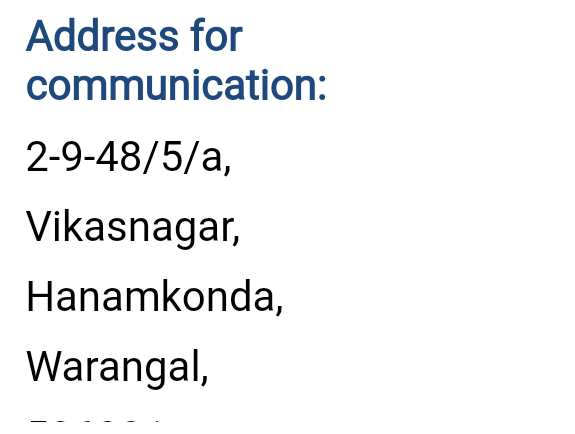 Address for
communication:
2-9-48/5/a,
Vikasnagar,
Hanamkonda,
Warangal,